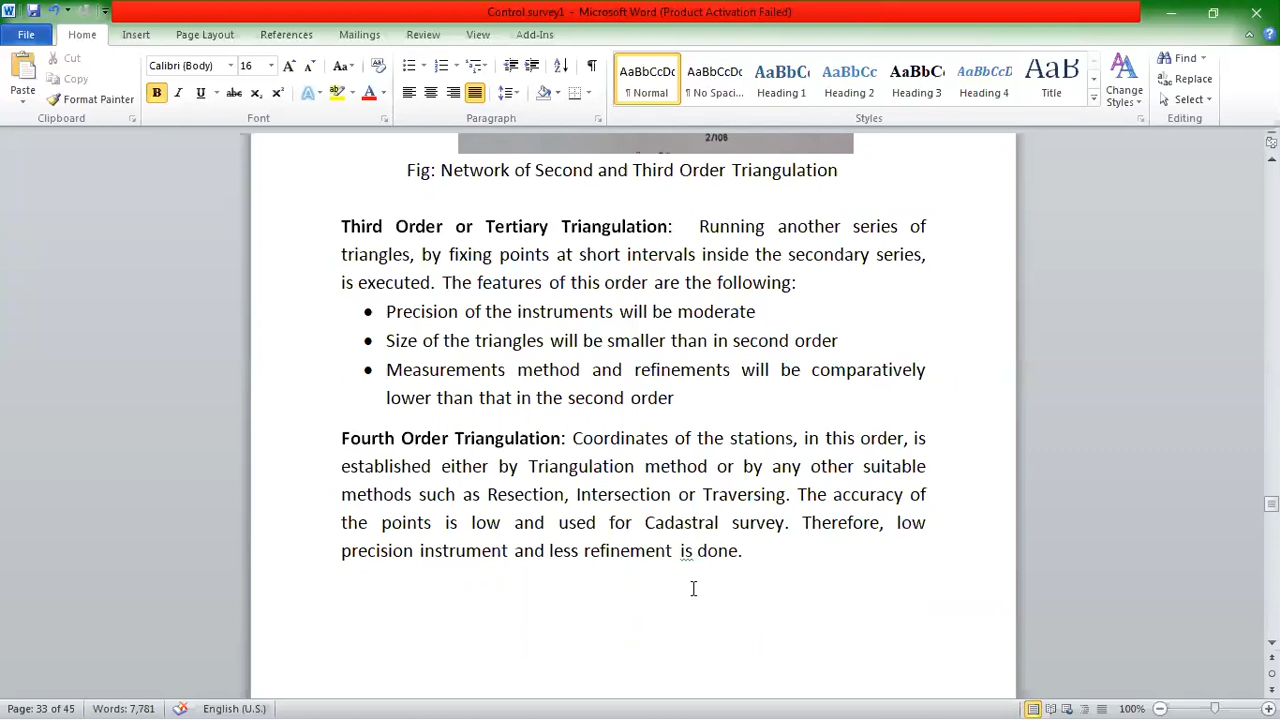 Control.survey1 - Microsoft Word (Product Activation Failed)
File Home Insert Page Layout References Mailings Review View Add-Ins
Paste
Cut
Copy
Format Painter
Clipboard
Calibri (Body) 16
Font
Paragraph
AaBbCcDc AaBbCcDc AaBbC AaBbCc AaBbCc AaBbCcDc AaB
¶ Normal ¶ No Spaci... Heading 1 Heading 2 Heading 3 Heading 4 Title
Change
Styles
Styles
Find
Replace
Select
Editing
2/108
Fig: Network of Second and Third Order Triangulation
Third Order or Tertiary Triangulation: Running another series of
triangles, by fixing points at short intervals inside the secondary series,
is executed. The features of this order are the following:
• Precision of the instruments will be moderate
• Size of the triangles will be smaller than in second order
• Measurements method and refinements will be comparatively
lower than that in the second order
Fourth Order Triangulation: Coordinates of the stations, in this order, is
established either by Triangulation method or by any other suitable
methods such as Resection, Intersection or Traversing. The accuracy of
the points is low and used for Cadastral survey. Therefore, low
precision instrument and less refinement is done.
Page: 33 of 45 Words: 7,781 English (U.S.) 100%